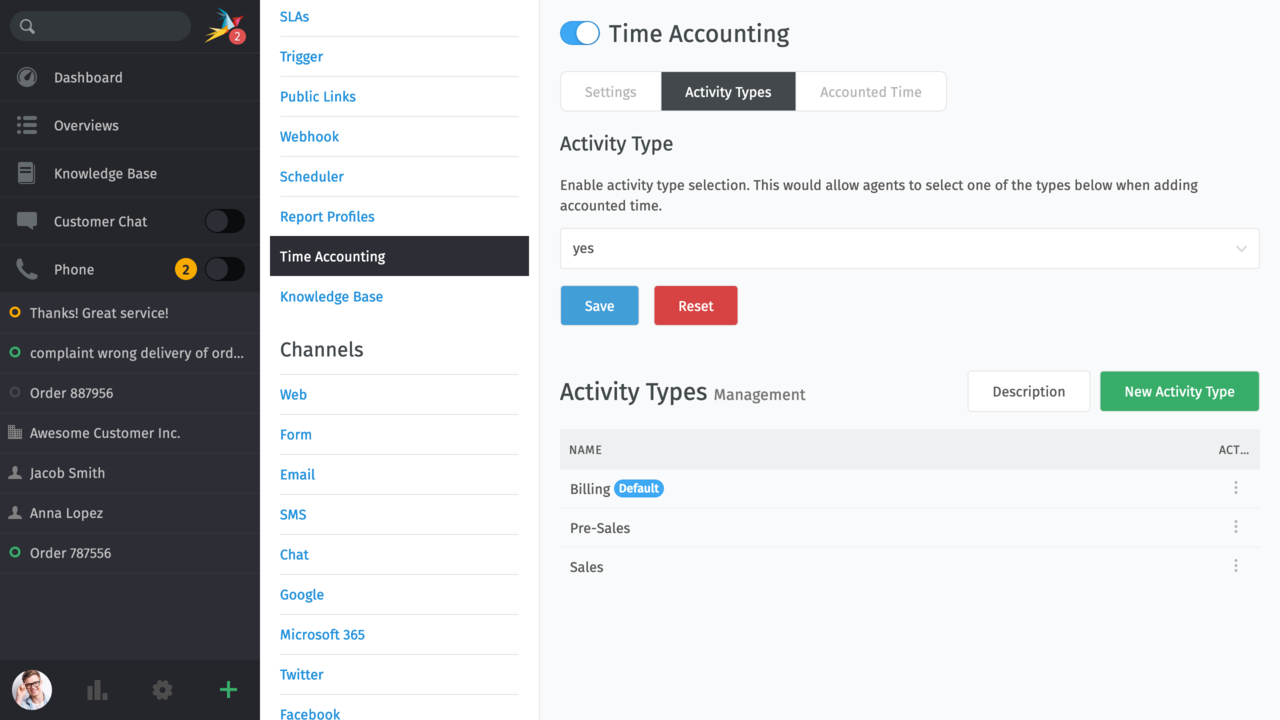 2
Dashboard
Overviews
Knowledge Base
Customer Chat
Phone 2
Thanks! Great service!
complaint wrong delivery of ord...
Order 887956
Awesome Customer Inc.
Jacob Smith
Anna Lopez
Order 787556
SLAs
Trigger
Public Links
Webhook
Scheduler
Report Profiles
Time Accounting
Knowledge Base
Channels
Web
Form
Email
SMS
Chat
Google
Microsoft 365
Twitter
Facebook
Time Accounting
Settings Activity Types Accounted Time
Activity Type
Enable activity type selection. This would allow agents to select one of the types below when adding
accounted time.
yes
Save Reset
Activity Types Management Description New Activity Type
NAME ACT...
Billing Default
Pre-Sales
Sales